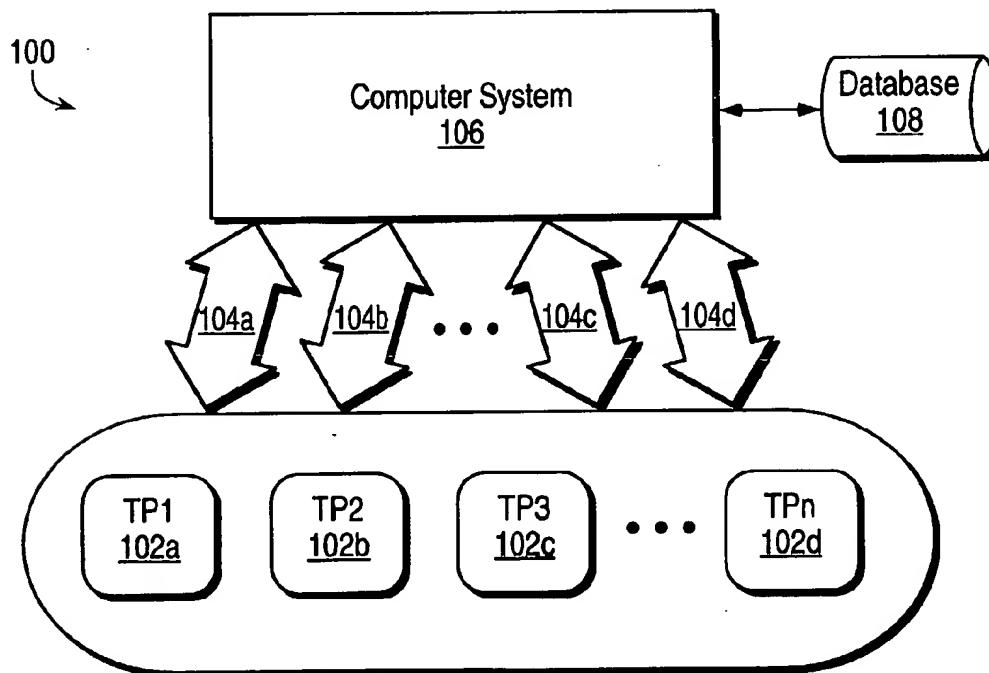 100
Computer System
106
Database
108
104a
104b
104c
104d
TP1
102a
TP2
102b
TP3
102c
TPn
102d